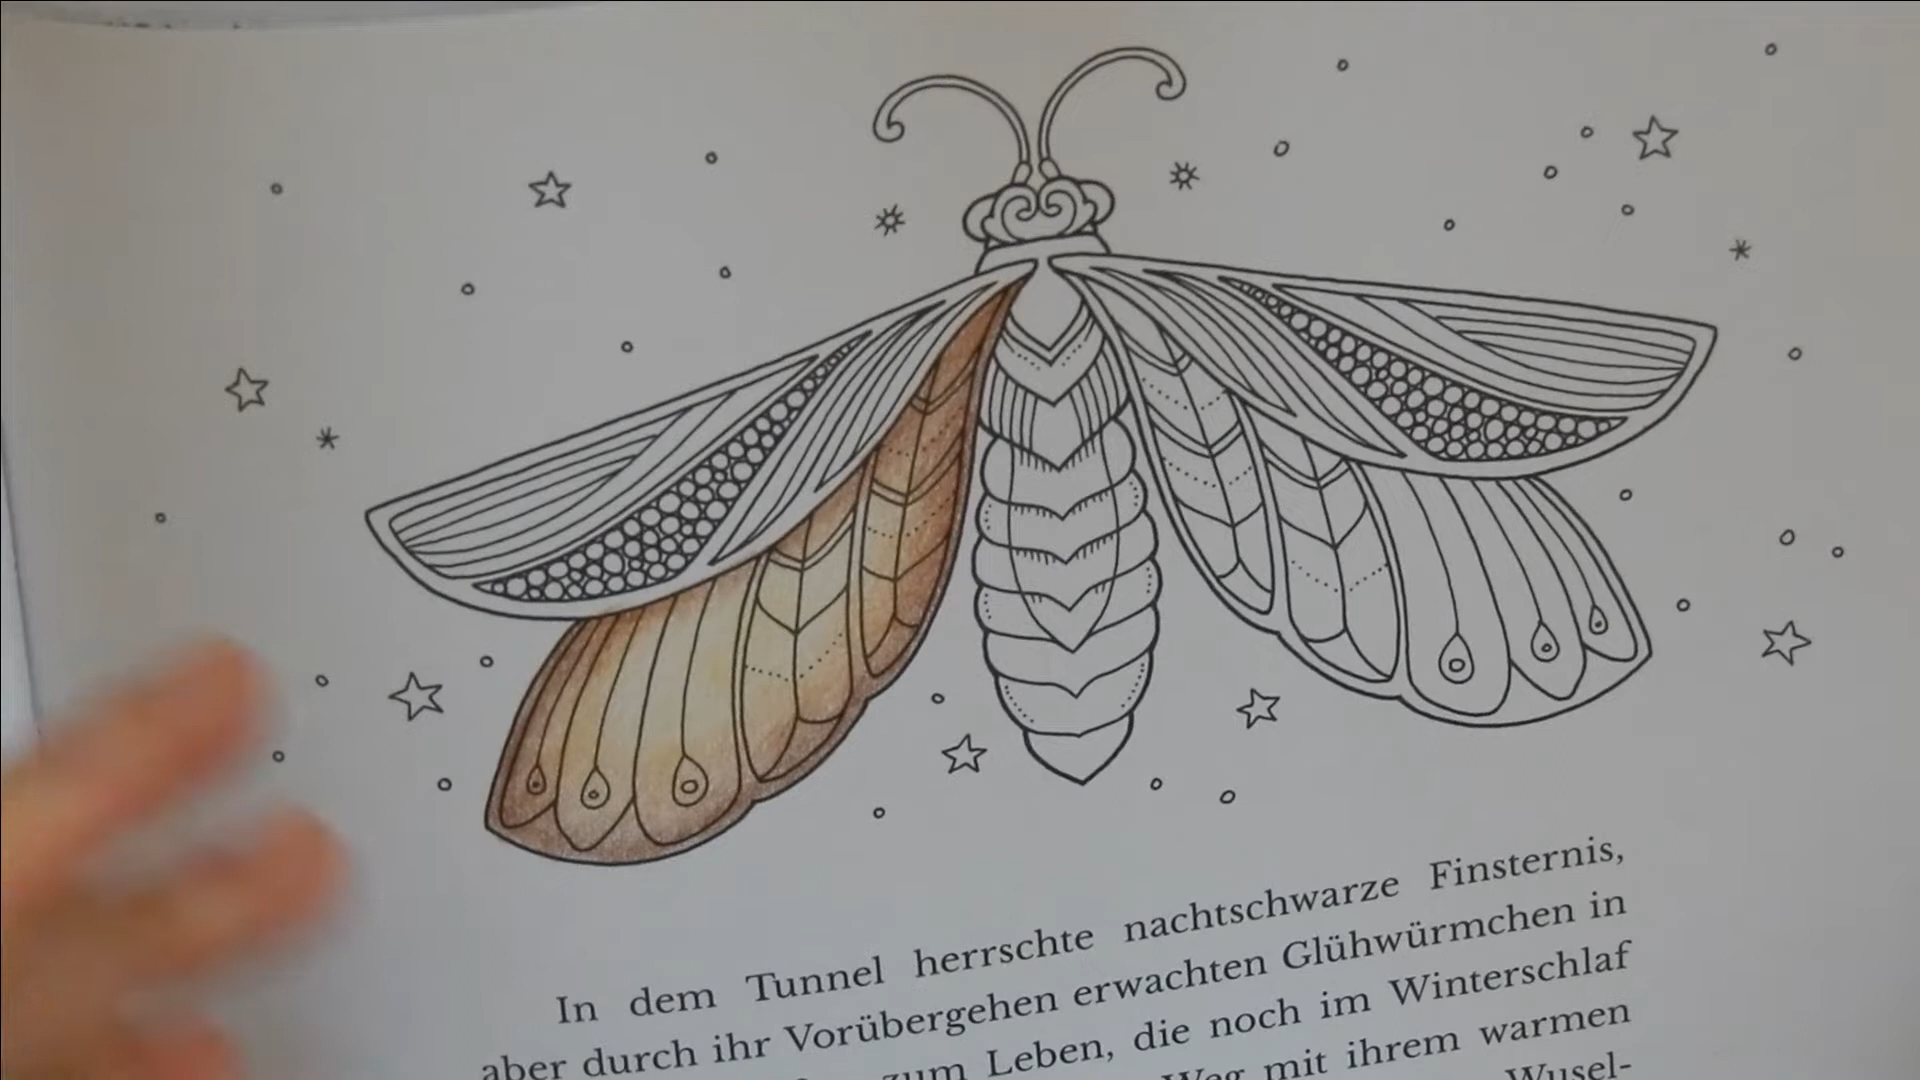 In dem Tunnel herrschte nachtschwarze Finsternis,
aber durch ihr Vorübergehen erwachten Glühwürmchen in
zum Leben, die noch im Winterschlaf
Weg mit ihrem warmen
Wusel-